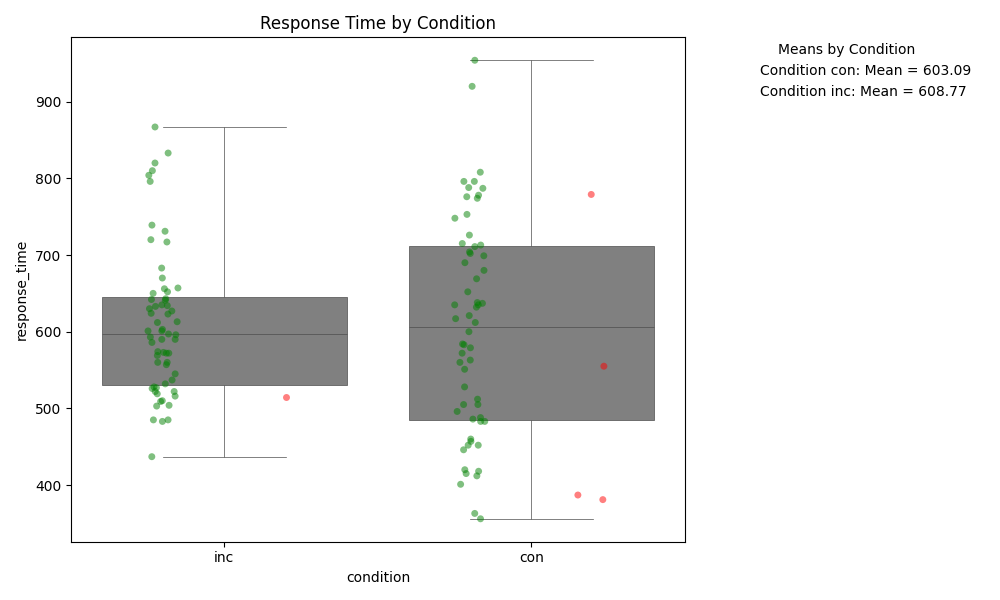 Response Time by Condition
Means by Condition
Condition con: Mean = 603.09
Condition inc: Mean = 608.77
900
800
700
600
500
400
response_time
inc
con
condition